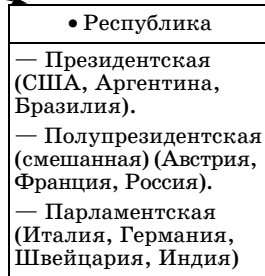 • Республика
— Президентская
(США, Аргентина,
Бразилия).
— Полупрезидентская
(смешанная) (Австрия,
Франция, Россия).
— Парламентская
(Италия, Германия,
Швейцария, Индия)